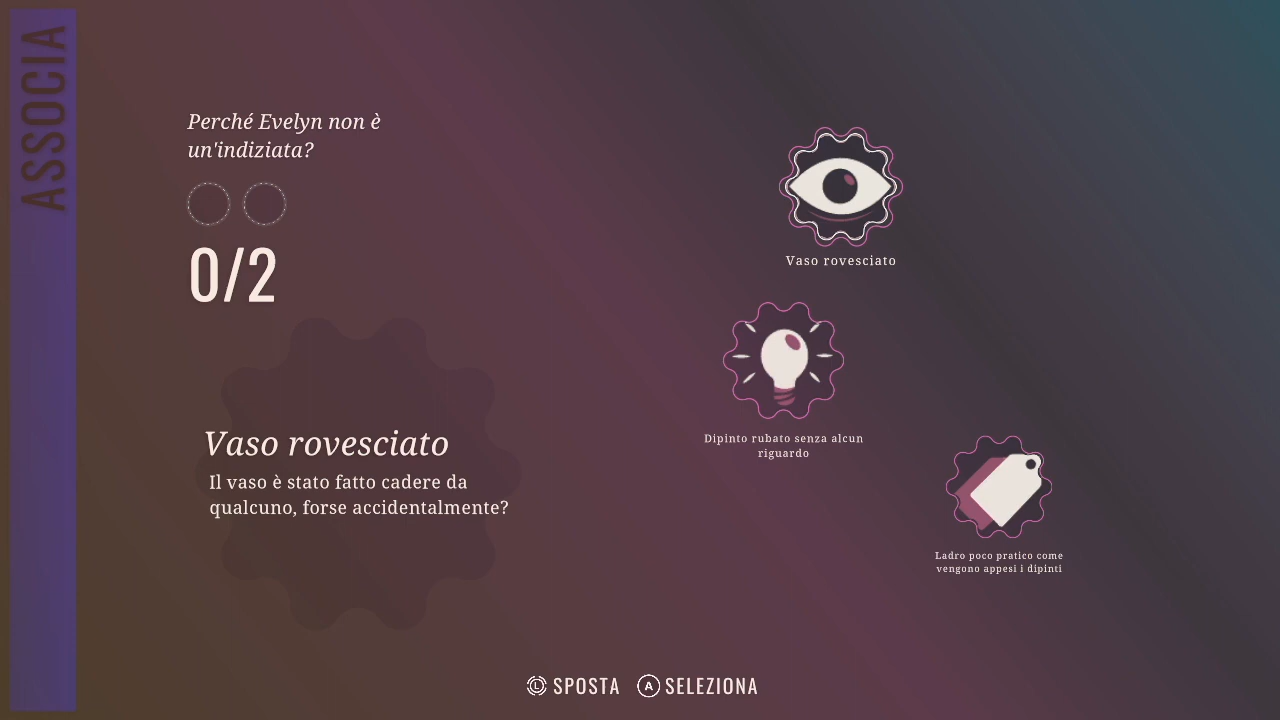 ASSOCIA
Perché Evelyn non è
un'indiziata?
0/2
Vaso rovesciato
Il vaso è stato fatto cadere da
qualcuno, forse accidentalmente?
Vaso rovesciato
Dipinto rubato senza alcun
riguardo
Ladro poco pratico come
vengono appesi i dipinti
L SPOSTA A SELEZIONA